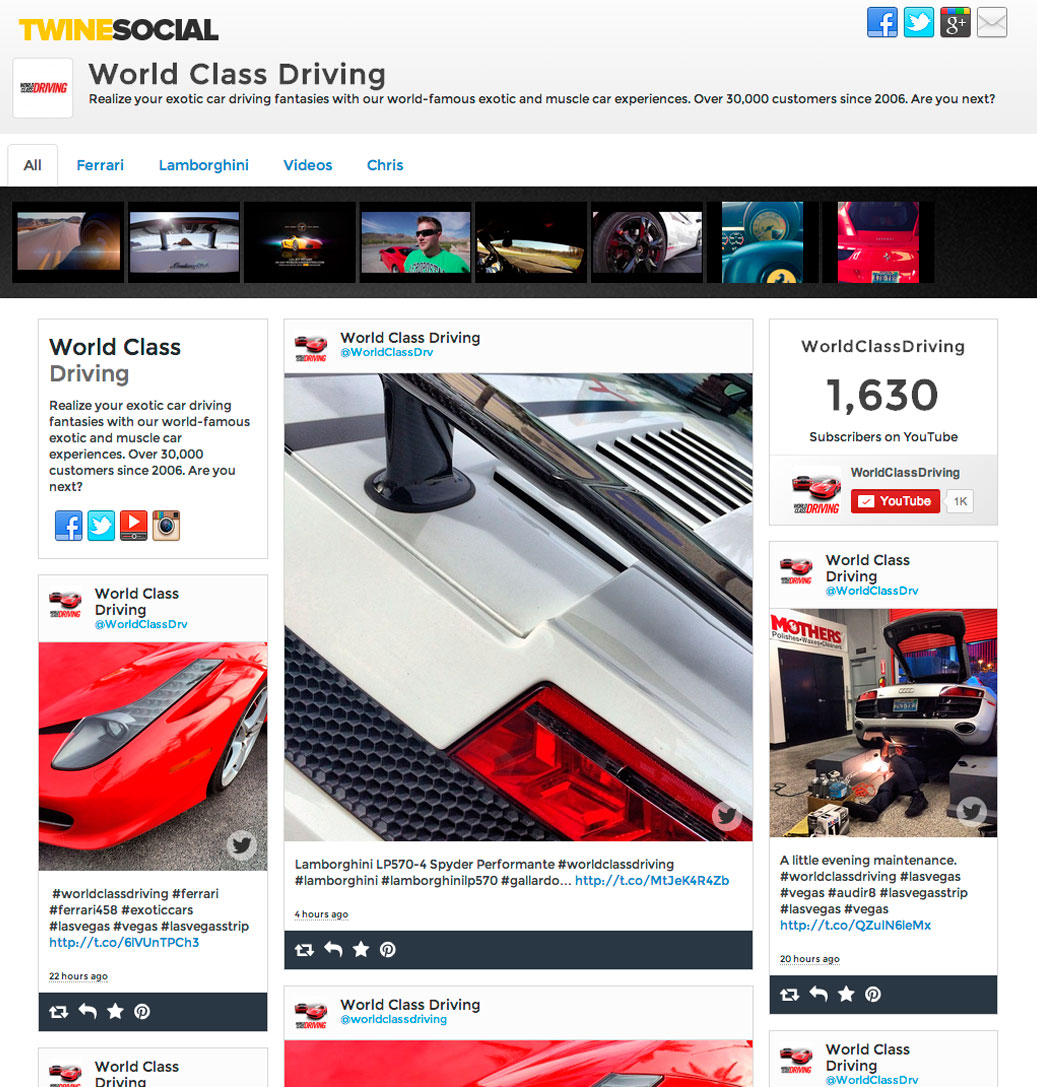 TWINESOCIAL
World Class Driving
Realize your exotic car driving fantasies with our world-famous exotic and muscle car experiences. Over 30,000 customers since 2006. Are you next?
All
Ferrari
Lamborghini
Videos
Chris
World Class
Driving
Realize your exotic car driving
fantasies with our world-famous
exotic and muscle car
experiences. Over 30,000
customers since 2006. Are you
next?
World Class
Driving
@WorldClassDrv
#worldclassdriving #ferrari
#ferrari458 #exoticcars
#lasvegas #vegas #lasvegasstrip
http://t.co/6lVUnTPCh3
22 hours ago
World Class
Driving
World Class Driving
@WorldClassDrv
Lamborghini LP570-4 Spyder Performante #worldclassdriving
#lamborghini #lamborghinilp570 #gallardo... http://t.co/MtJeK4R4Zb
4 hours ago
World Class Driving
@worldclassdriving
WorldClassDriving
1,630
Subscribers on YouTube
WorldClassDriving
YouTube
1K
World Class
Driving
@WorldClassDrv
MOTHERS
Polishes•Waxes•Cleaners
A little evening maintenance.
#worldclassdriving #lasvegas
#vegas #audir8 #lasvegasstrip
#lasvegas #vegas
http://t.co/QZulN6leMx
20 hours ago
World Class
Driving
@WorldClassDrv